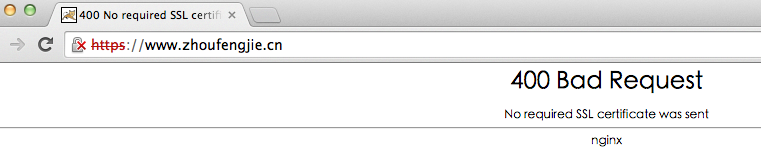 400 No required SSL certifi
https://www.zhoufengjie.cn
400 Bad Request
No required SSL certificate was sent
nginx